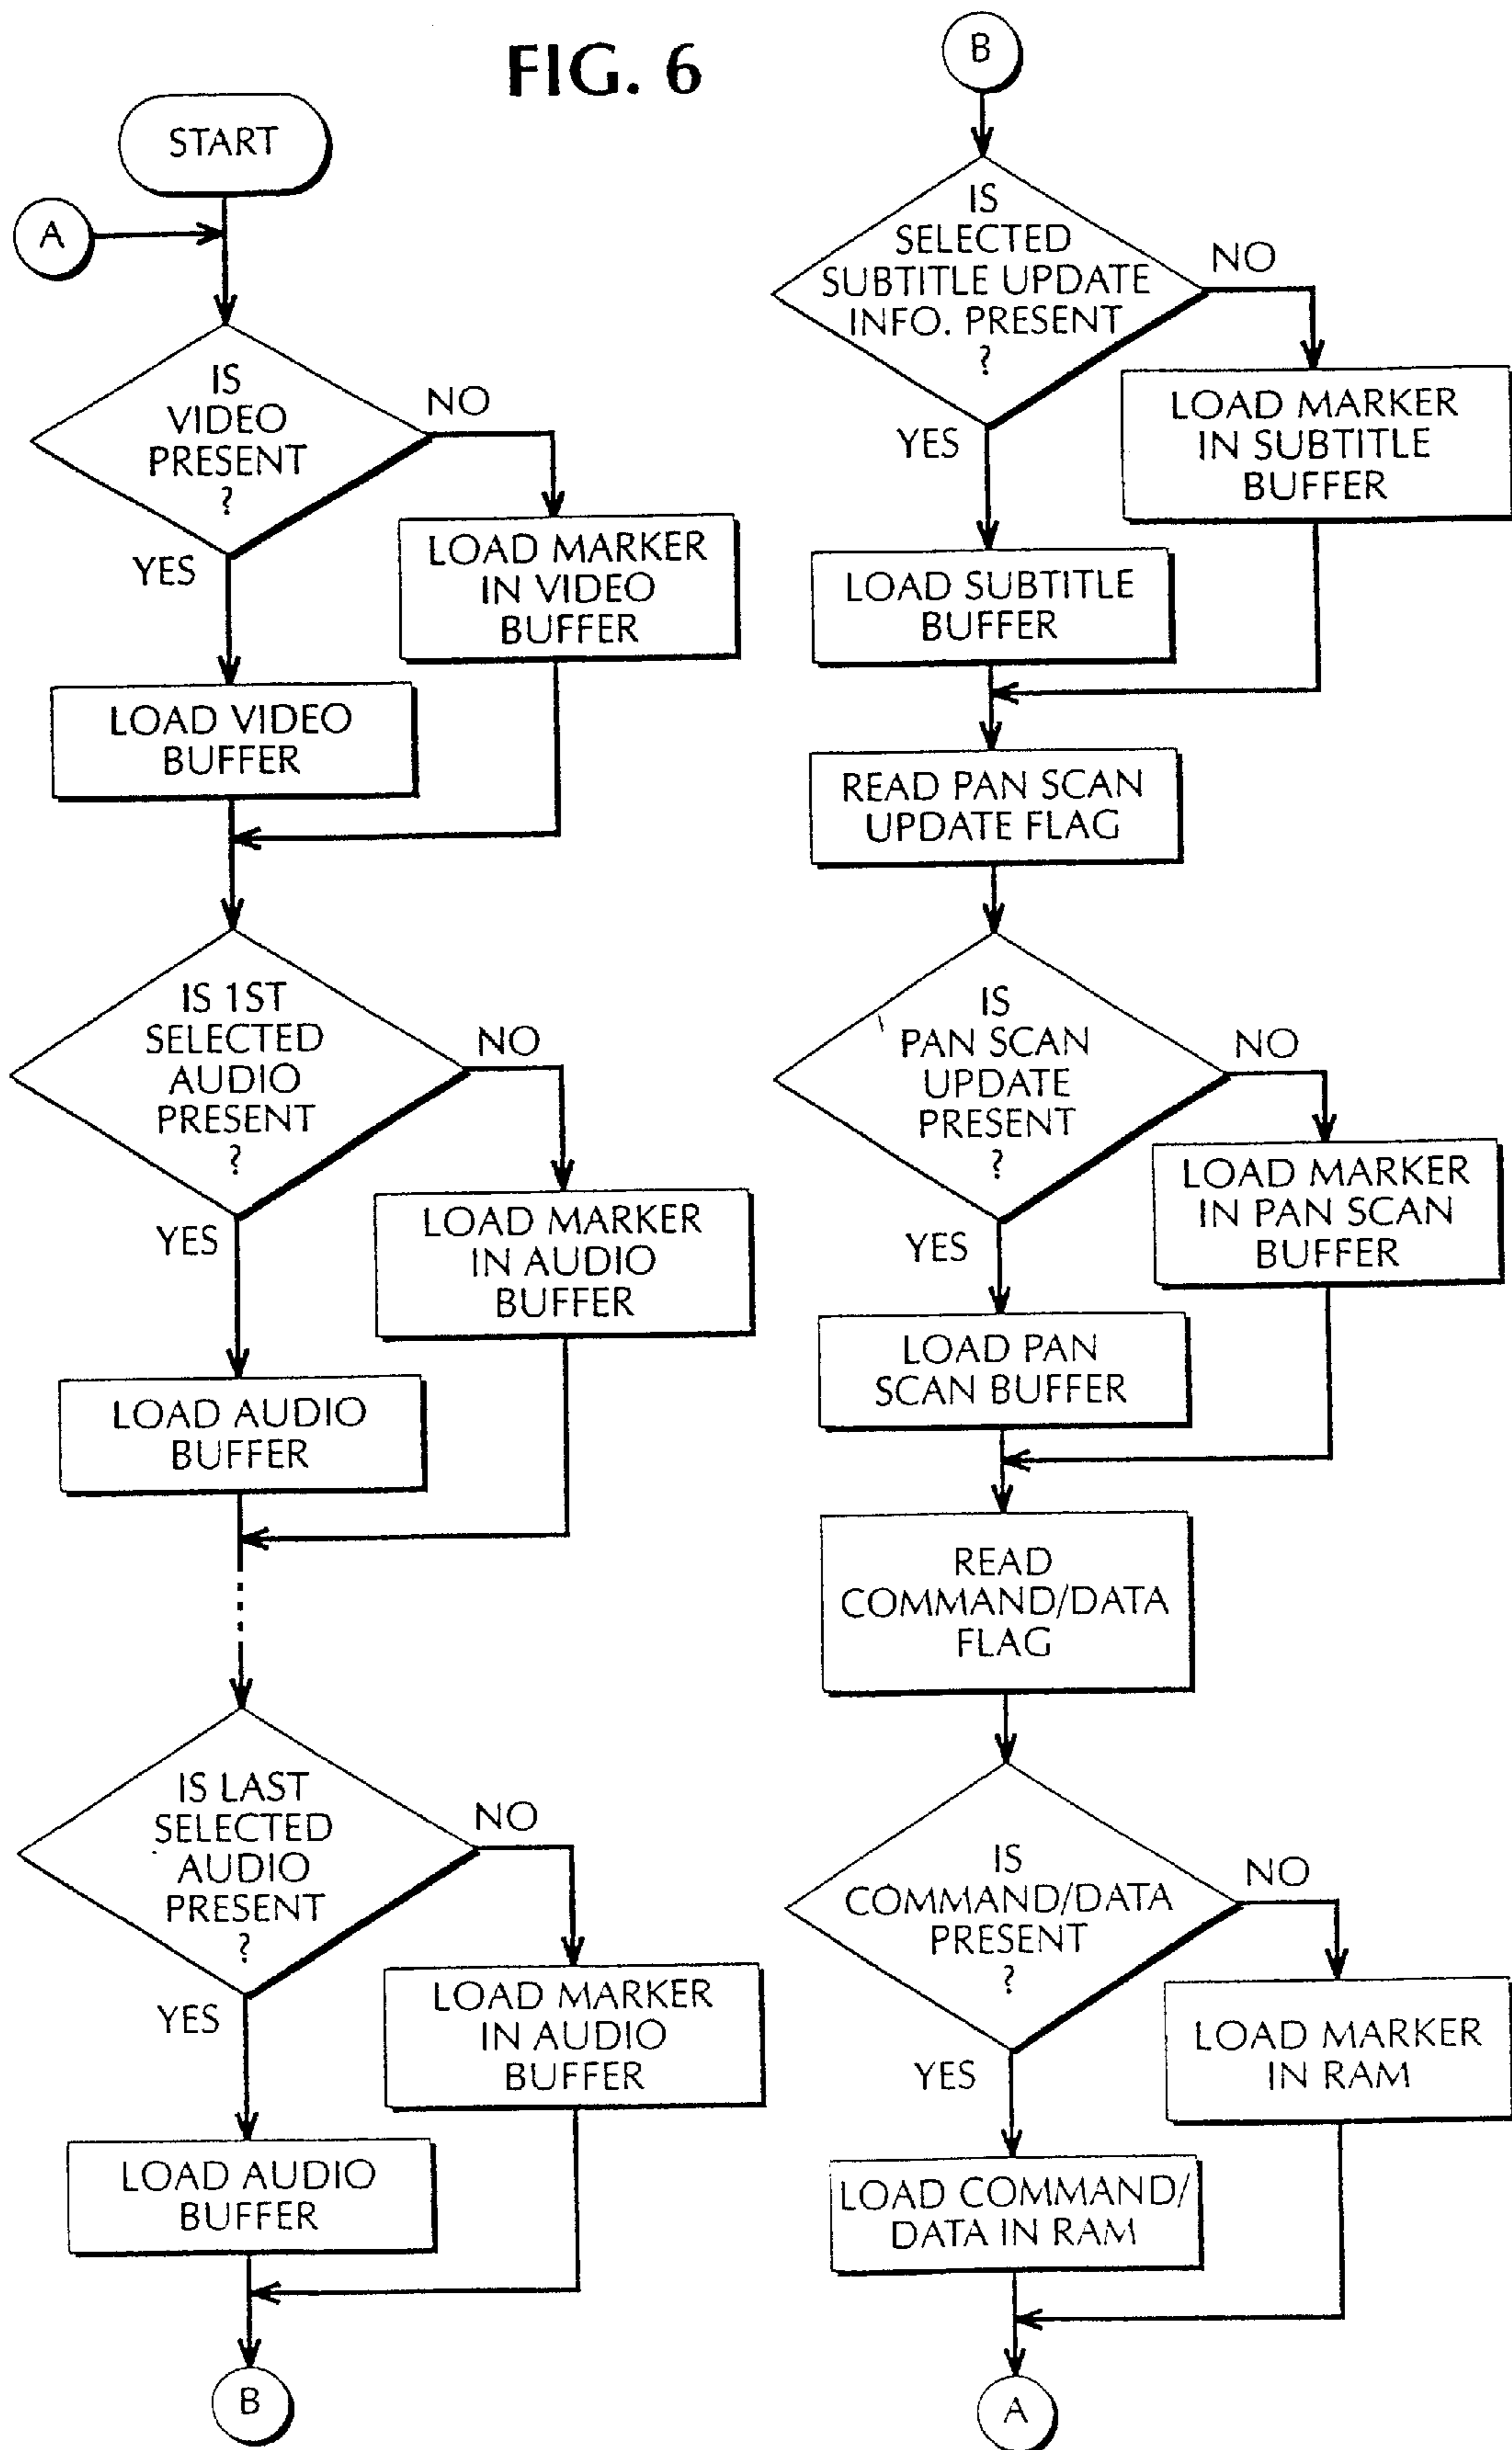 FIG. 6
START
A
IS
VIDEO
PRESENT
?
NO
YES
LOAD MARKER
IN VIDEO
BUFFER
LOAD VIDEO
BUFFER
IS 1ST
SELECTED
AUDIO
PRESENT
?
NO
YES
LOAD MARKER
IN AUDIO
BUFFER
LOAD AUDIO
BUFFER
IS LAST
SELECTED
AUDIO
PRESENT
?
NO
YES
LOAD MARKER
IN AUDIO
BUFFER
LOAD AUDIO
BUFFER
B
B
IS
SELECTED
SUBTITLE UPDATE
INFO. PRESENT
?
NO
YES
LOAD MARKER
IN SUBTITLE
BUFFER
LOAD SUBTITLE
BUFFER
READ PAN SCAN
UPDATE FLAG
IS
PAN SCAN
UPDATE
PRESENT
?
NO
YES
LOAD MARKER
IN PAN SCAN
BUFFER
LOAD PAN
SCAN BUFFER
READ
COMMAND/DATA
FLAG
IS
COMMAND/DATA
PRESENT
?
NO
YES
LOAD MARKER
IN RAM
LOAD COMMAND/
DATA IN RAM
A